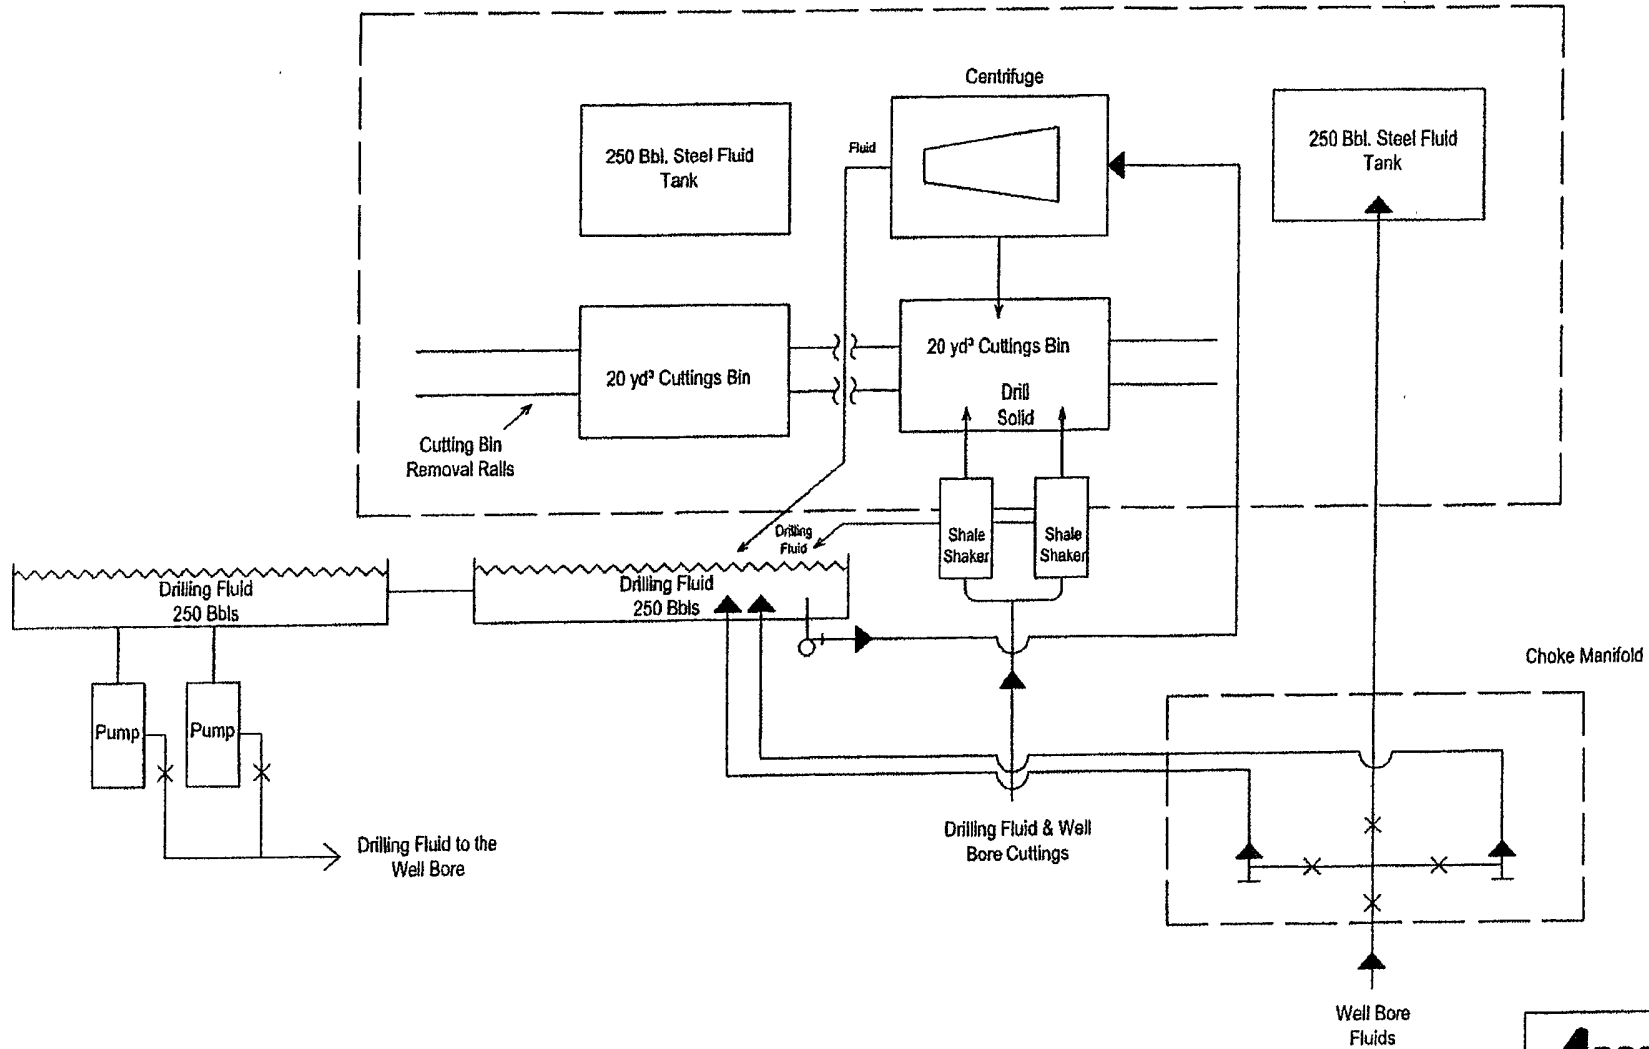 Centrifuge
250 Bbl. Steel Fluid
Tank
Fluid
250 Bbl. Steel Fluid
Tank
20 yd³ Cuttings Bin
20 yd³ Cuttings Bin
Drill
Solid
Cutting Bin
Removal Rails
Shale
Shaker
Shale
Shaker
Drilling
Fluid
Drilling Fluid
250 Bbls
Drilling Fluid
250 Bbls
Choke Manifold
Pump
Pump
Drilling Fluid to the
Well Bore
Drilling Fluid & Well
Bore Cuttings
Well Bore
Fluids